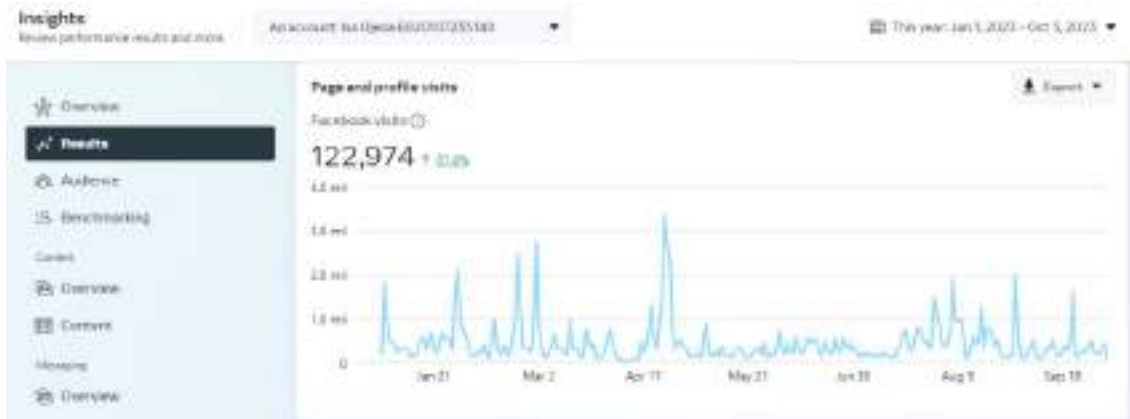 Insights
Review performance results and more.
This year: Jan 1, 2023 – Oct 5, 2023
Overview
Results
Audience
Benchmarking
Content
Overview
Content
Messaging
Overview
Page and profile visits
Export
Facebook visits
122,974
0
Jan 21
Mar 2
Apr 11
May 21
Jun 30
Aug 9
Sep 18